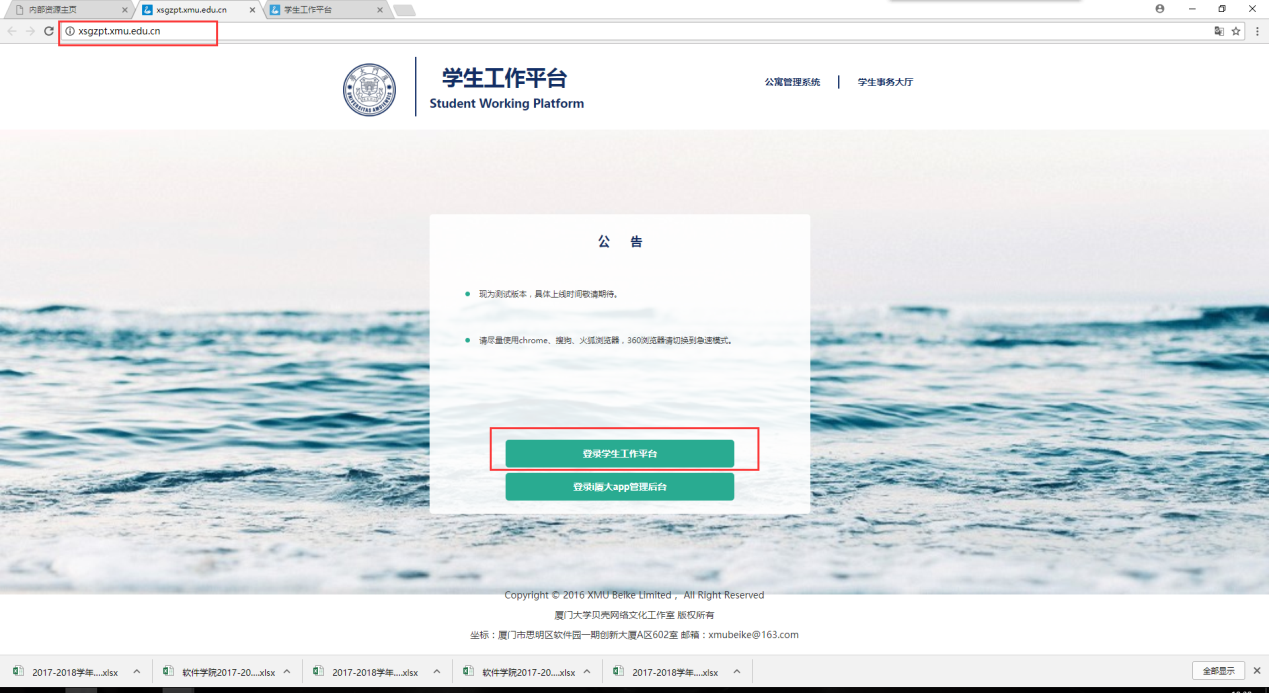 内部资源主页
xsgzpt.xmu.edu.cn
学生工作平台
xsgzpt.xmu.edu.cn
学生工作平台
Student Working Platform
公寓管理系统
学生事务大厅
公 告
现为测试版本，具体上线时间敬请期待。
请尽量使用chrome、搜狗、火狐浏览器，360浏览器请切换到急速模式。
登录学生工作平台
登录i厦大app管理后台
Copyright © 2016 XMU Beike Limited， All Right Reserved
厦门大学贝壳网络文化工作室 版权所有
坐标：厦门市思明区软件园一期创新大厦A区602室 邮箱：xmubeike@163.com
2017-2018学年....xlsx
软件学院2017-20....xlsx
2017-2018学年....xlsx
软件学院2017-20....xlsx
2017-2018学年....xlsx
全部显示